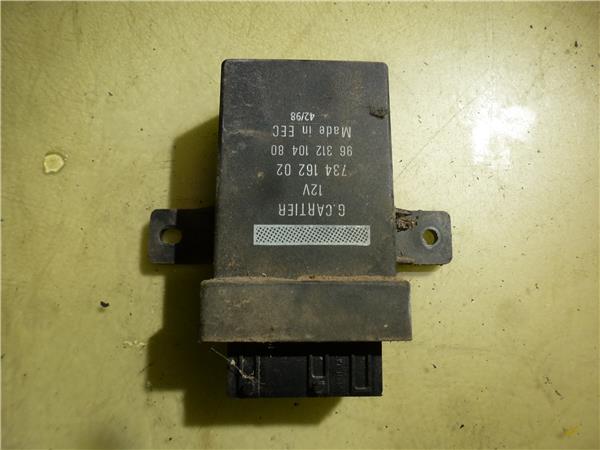 G.CARTIER
12V
734 162 02
96 312 104 80
Made in EEC
42/98